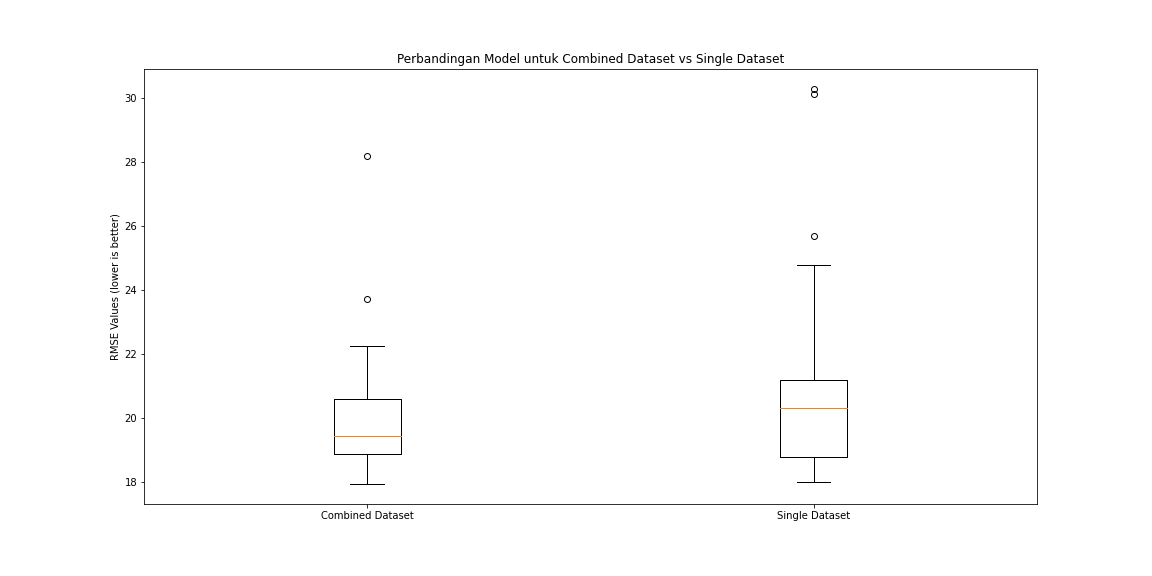 Perbandingan Model untuk Combined Dataset vs Single Dataset
RMSE Values (lower is better)
30
28
26
24
22
20
18
Combined Dataset
Single Dataset